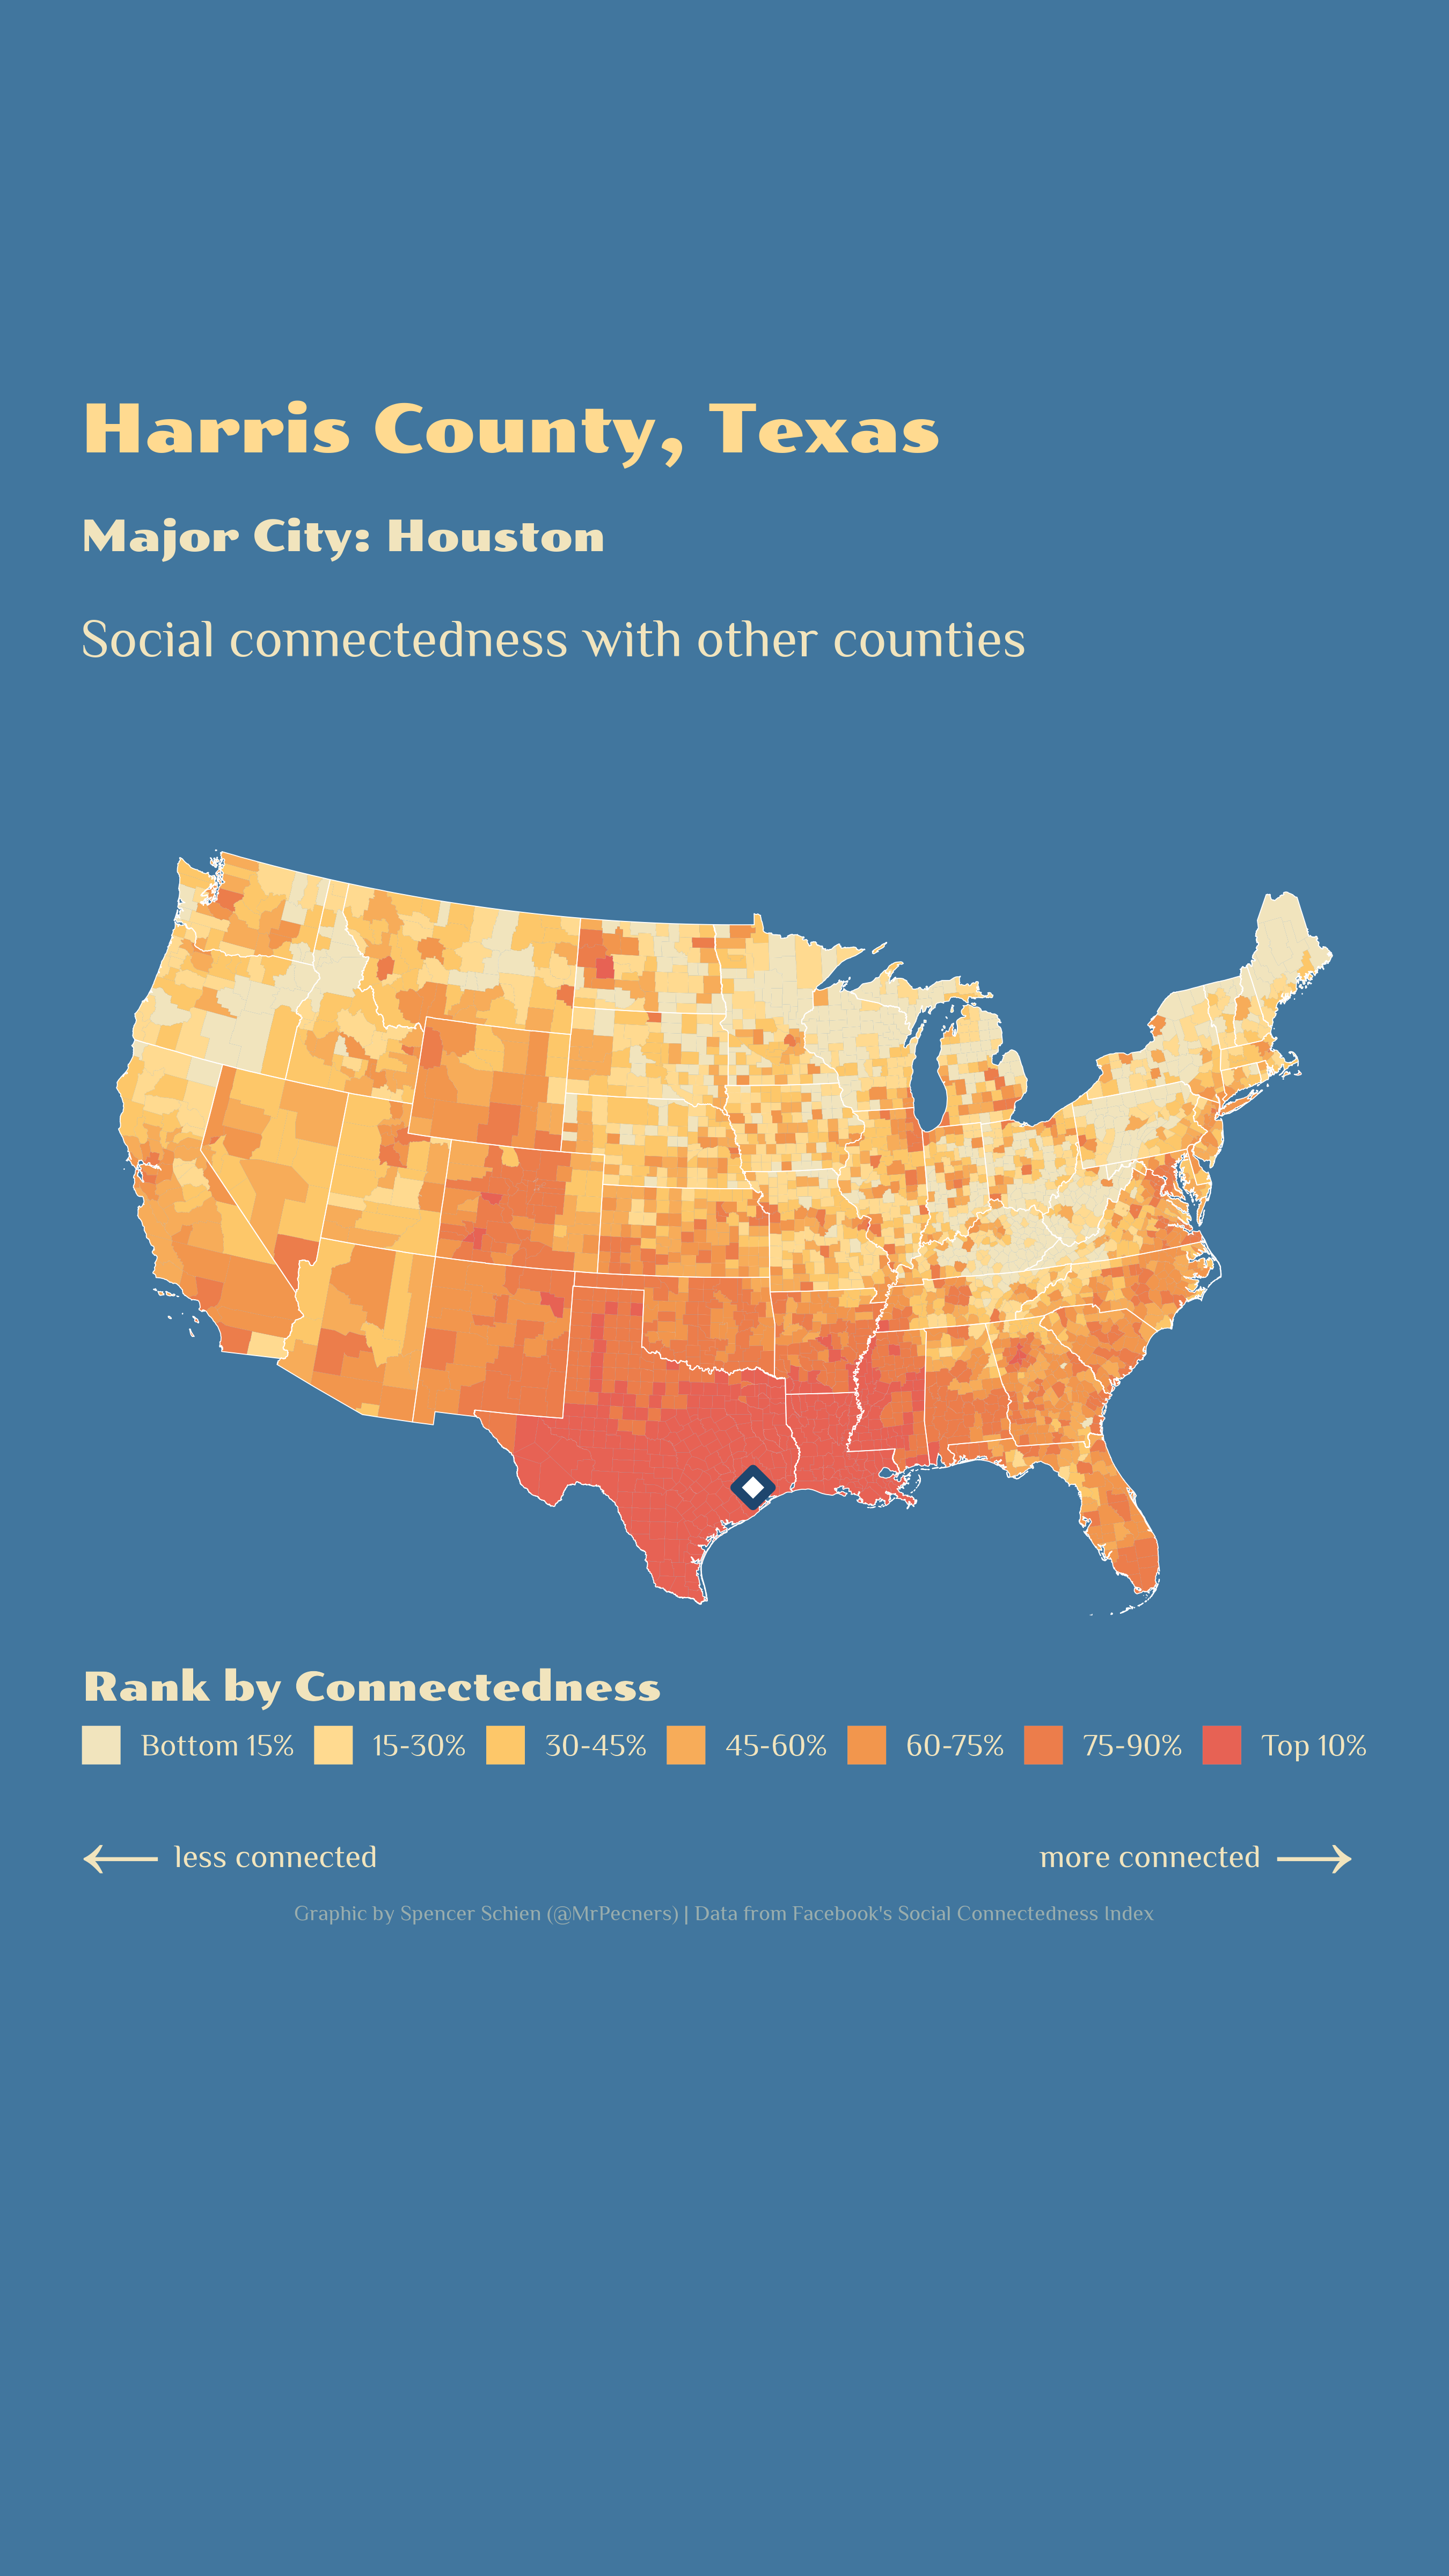 Harris County, Texas
Major City: Houston
Social connectedness with other counties
Rank by Connectedness
Bottom 15% 15-30% 30-45% 45-60% 60-75% 75-90% Top 10%
← less connected more connected →
Graphic by Spencer Schien (@MrPecners) | Data from Facebook's Social Connectedness Index